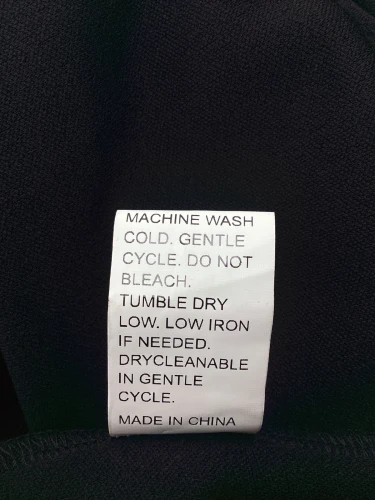 MACHINE WASH
COLD. GENTLE
CYCLE. DO NOT
BLEACH.
TUMBLE DRY
LOW. LOW IRON
IF NEEDED.
DRYCLEANABLE
IN GENTLE
CYCLE.
MADE IN CHINA